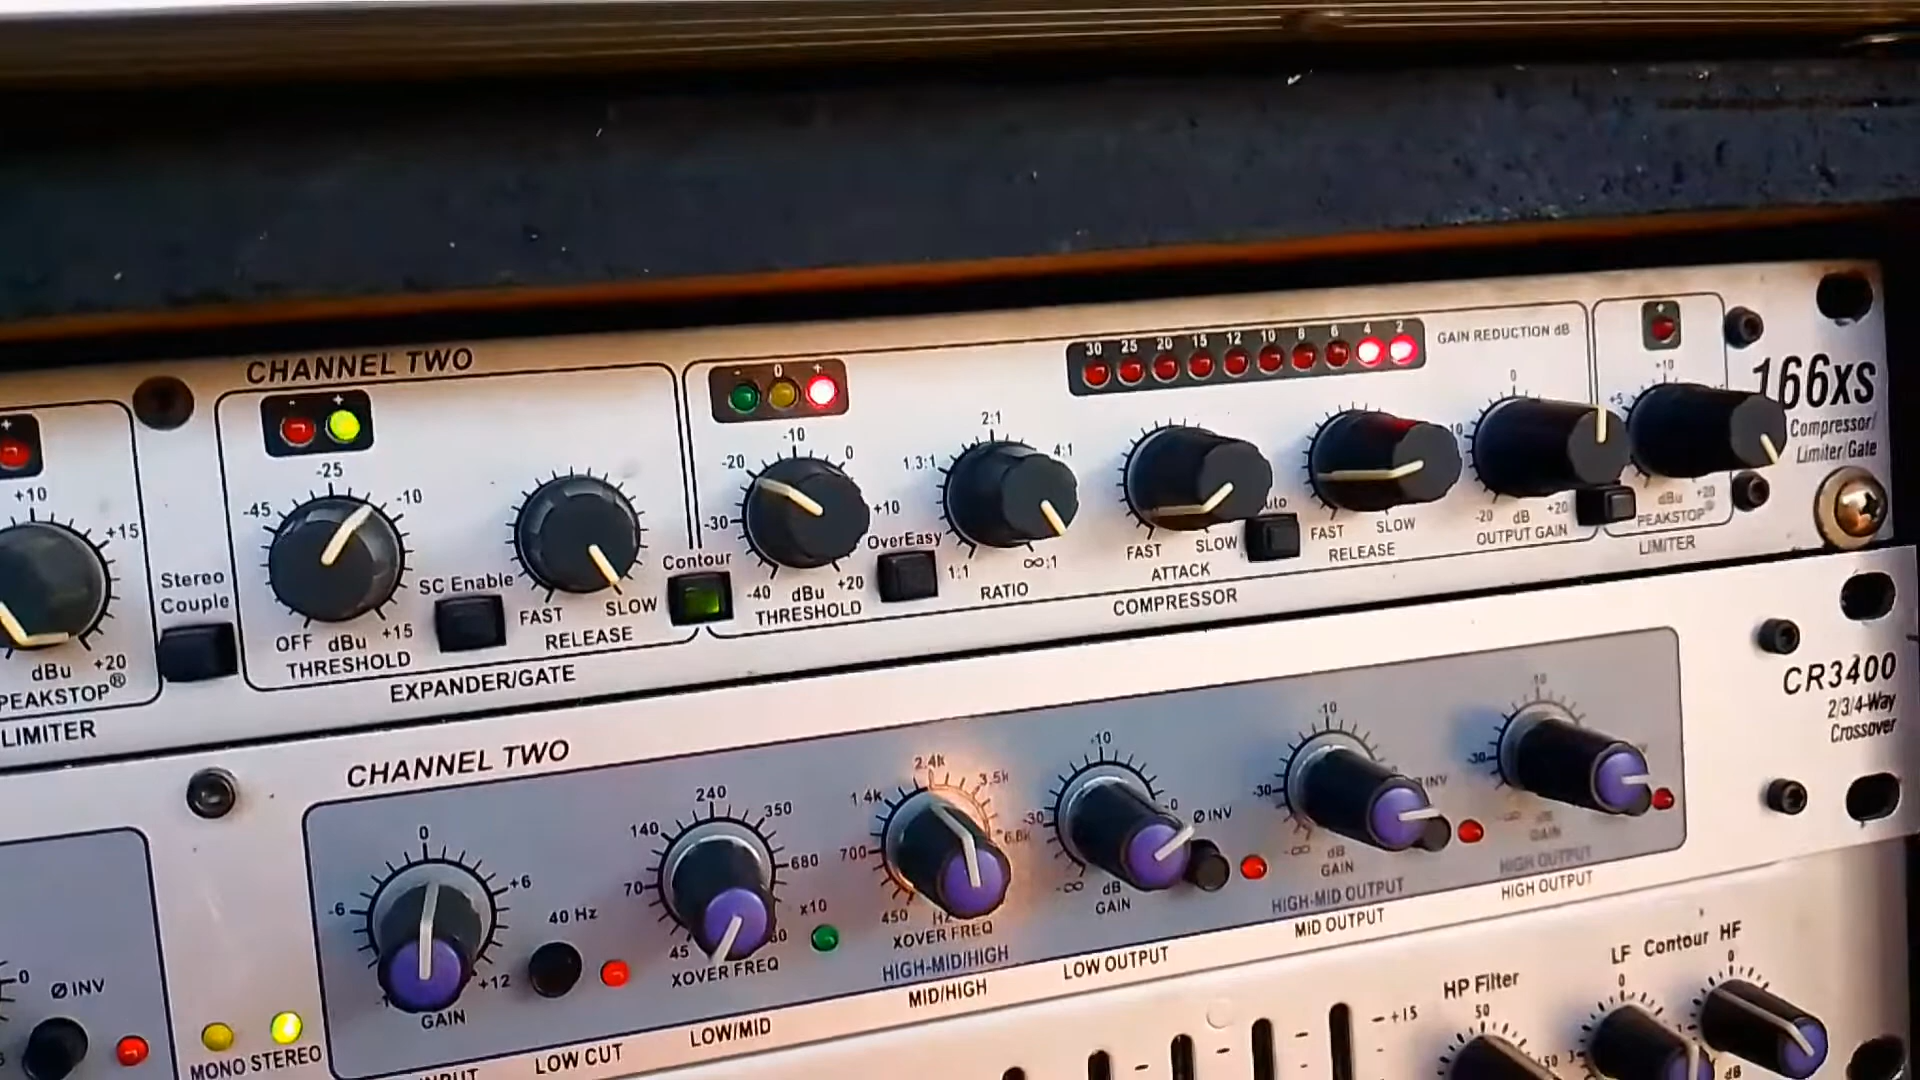 CHANNEL TWO
- +
- 0 +
30 25 20 15 12 10 8 6 4 2
GAIN REDUCTION dB
+
166xs
Compressor/
Limiter/Gate
+
+10
+15
dBu +20
PEAKSTOP®
LIMITER
Stereo
Couple
-45 -25 -10
OFF dBu +15
THRESHOLD
SC Enable
FAST SLOW
RELEASE
EXPANDER/GATE
Contour
-30 -20 -10 0 +10
-40 dBu +20
THRESHOLD
OverEasy
1:1 1.3:1 2:1 4:1 ∞:1
RATIO
FAST SLOW
ATTACK
FAST SLOW
RELEASE
COMPRESSOR
0
-20 dB +20
OUTPUT GAIN
+5 +10
dBu +20
PEAKSTOP®
LIMITER
CR3400
2/3/4-Way
Crossover
CHANNEL TWO
-6 0 +6
+12
GAIN
40 Hz
LOW CUT
45 70 140 240 350 680
XOVER FREQ
LOW/MID
x10
450 700 1.4k 2.4k 3.5k 6.8k
Hz
XOVER FREQ
HIGH-MID/HIGH
MID/HIGH
-30 -10 0
-∞ dB
GAIN
LOW OUTPUT
Ø INV
-30 -10
-∞ dB
GAIN
HIGH-MID OUTPUT
MID OUTPUT
INV
-30 -10
-∞ dB
GAIN
HIGH OUTPUT
HIGH OUTPUT
0
Ø INV
MONO STEREO
+15
HP Filter
50
LF Contour HF
0 0
dB